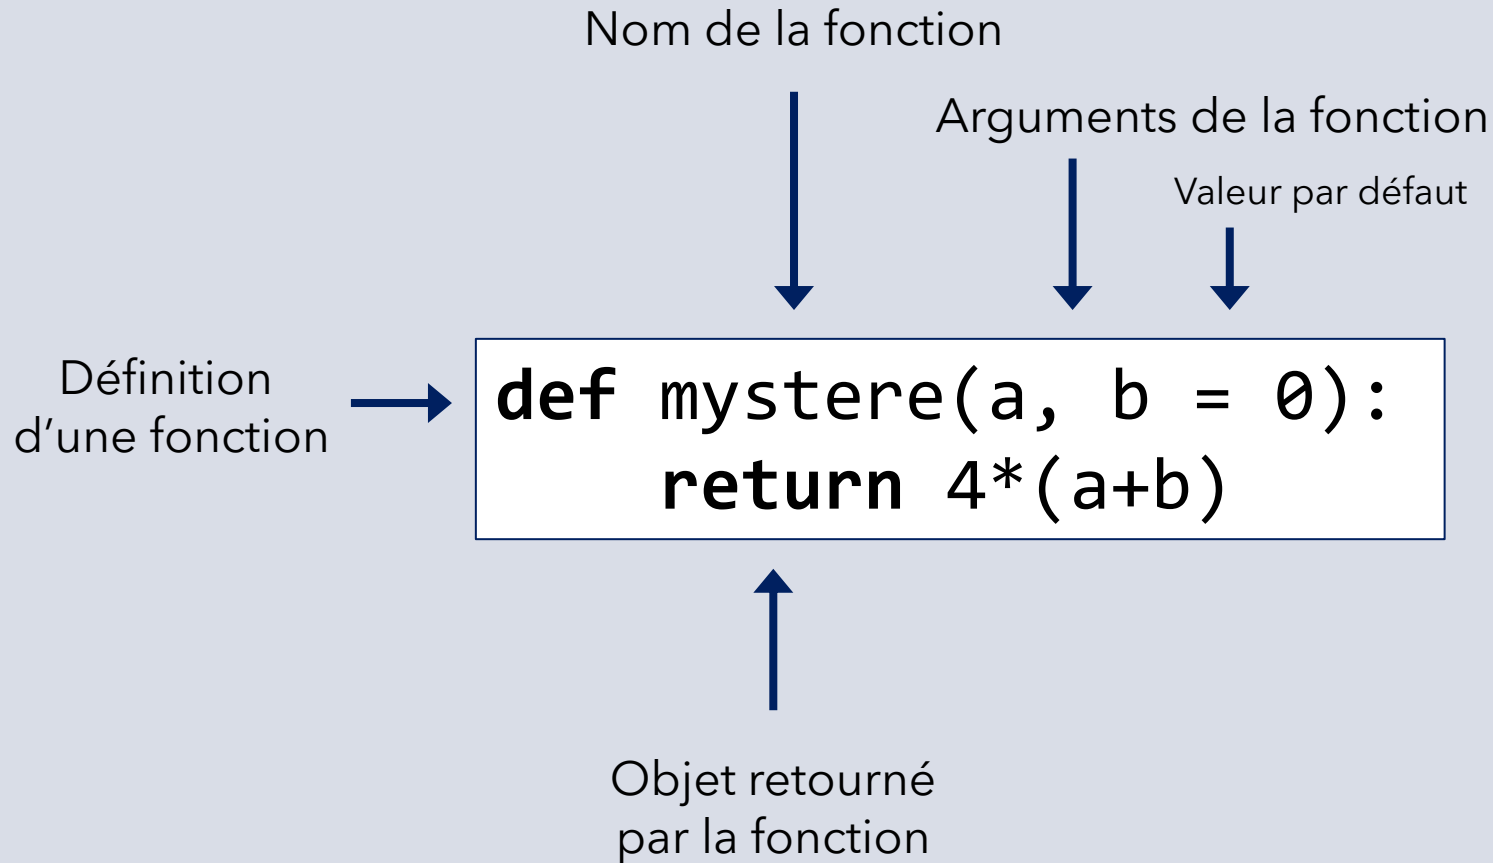 Nom de la fonction
Arguments de la fonction
Valeur par défaut
Définition
d’une fonction
def mystere(a, b = 0):
return 4*(a+b)
Objet retourné
par la fonction